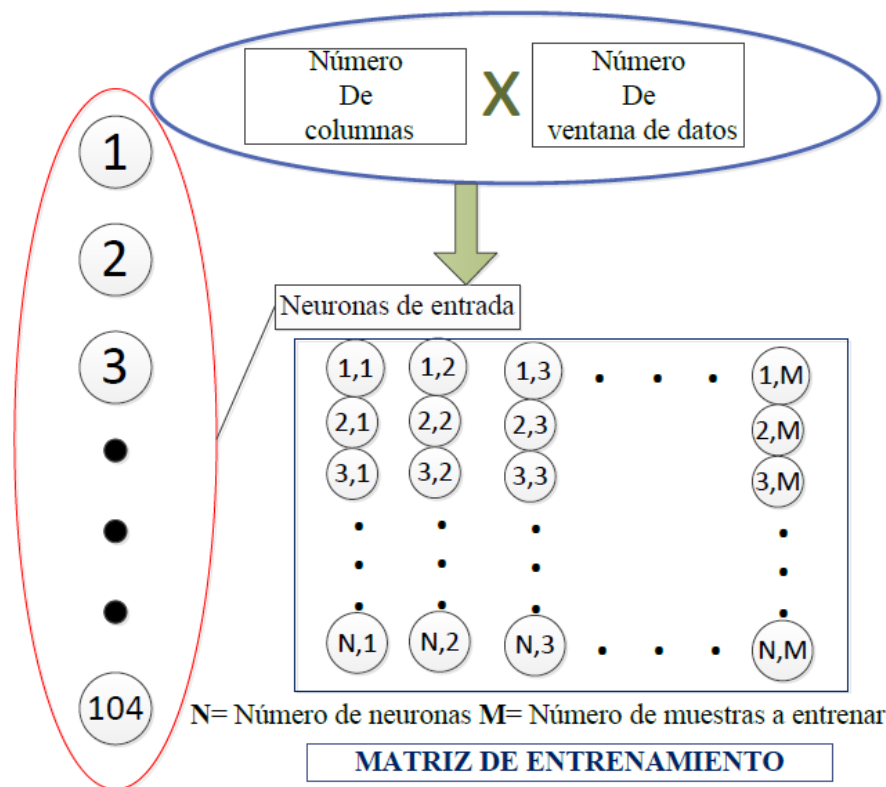 Número
De
columnas
X
Número
De
ventana de datos
1
2
3
104
Neuronas de entrada
1,1 1,2 1,3 . . . 1,M
2,1 2,2 2,3 2,M
3,1 3,2 3,3 3,M
N,1 N,2 N,3 . . . N,M
N= Número de neuronas M= Número de muestras a entrenar
MATRIZ DE ENTRENAMIENTO